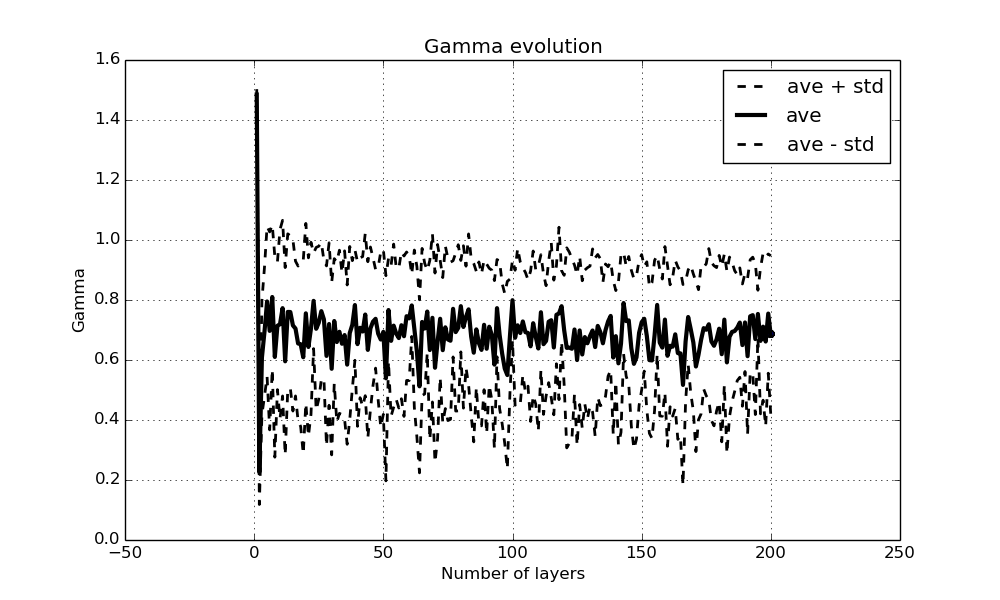 Gamma evolution
1.6
1.4
1.2
1.0
0.8
0.6
0.4
0.2
0.0
Gamma
ave + std
ave
ave - std
−50 0 50 100 150 200 250
Number of layers